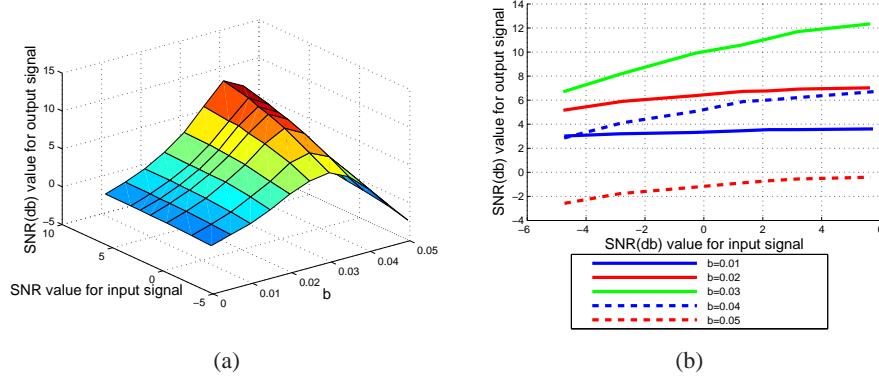 15
10
5
0
−5
10
5
0
−5
0
0.01
0.02
0.03
0.04
0.05
SNR(db) value for output signal
SNR value for input signal
b
(a)
14
12
10
8
6
4
2
0
−2
−4
−6
−4
−2
0
2
4
6
SNR(db) value for output signal
SNR(db) value for input signal
b=0.01
b=0.02
b=0.03
b=0.04
b=0.05
(b)